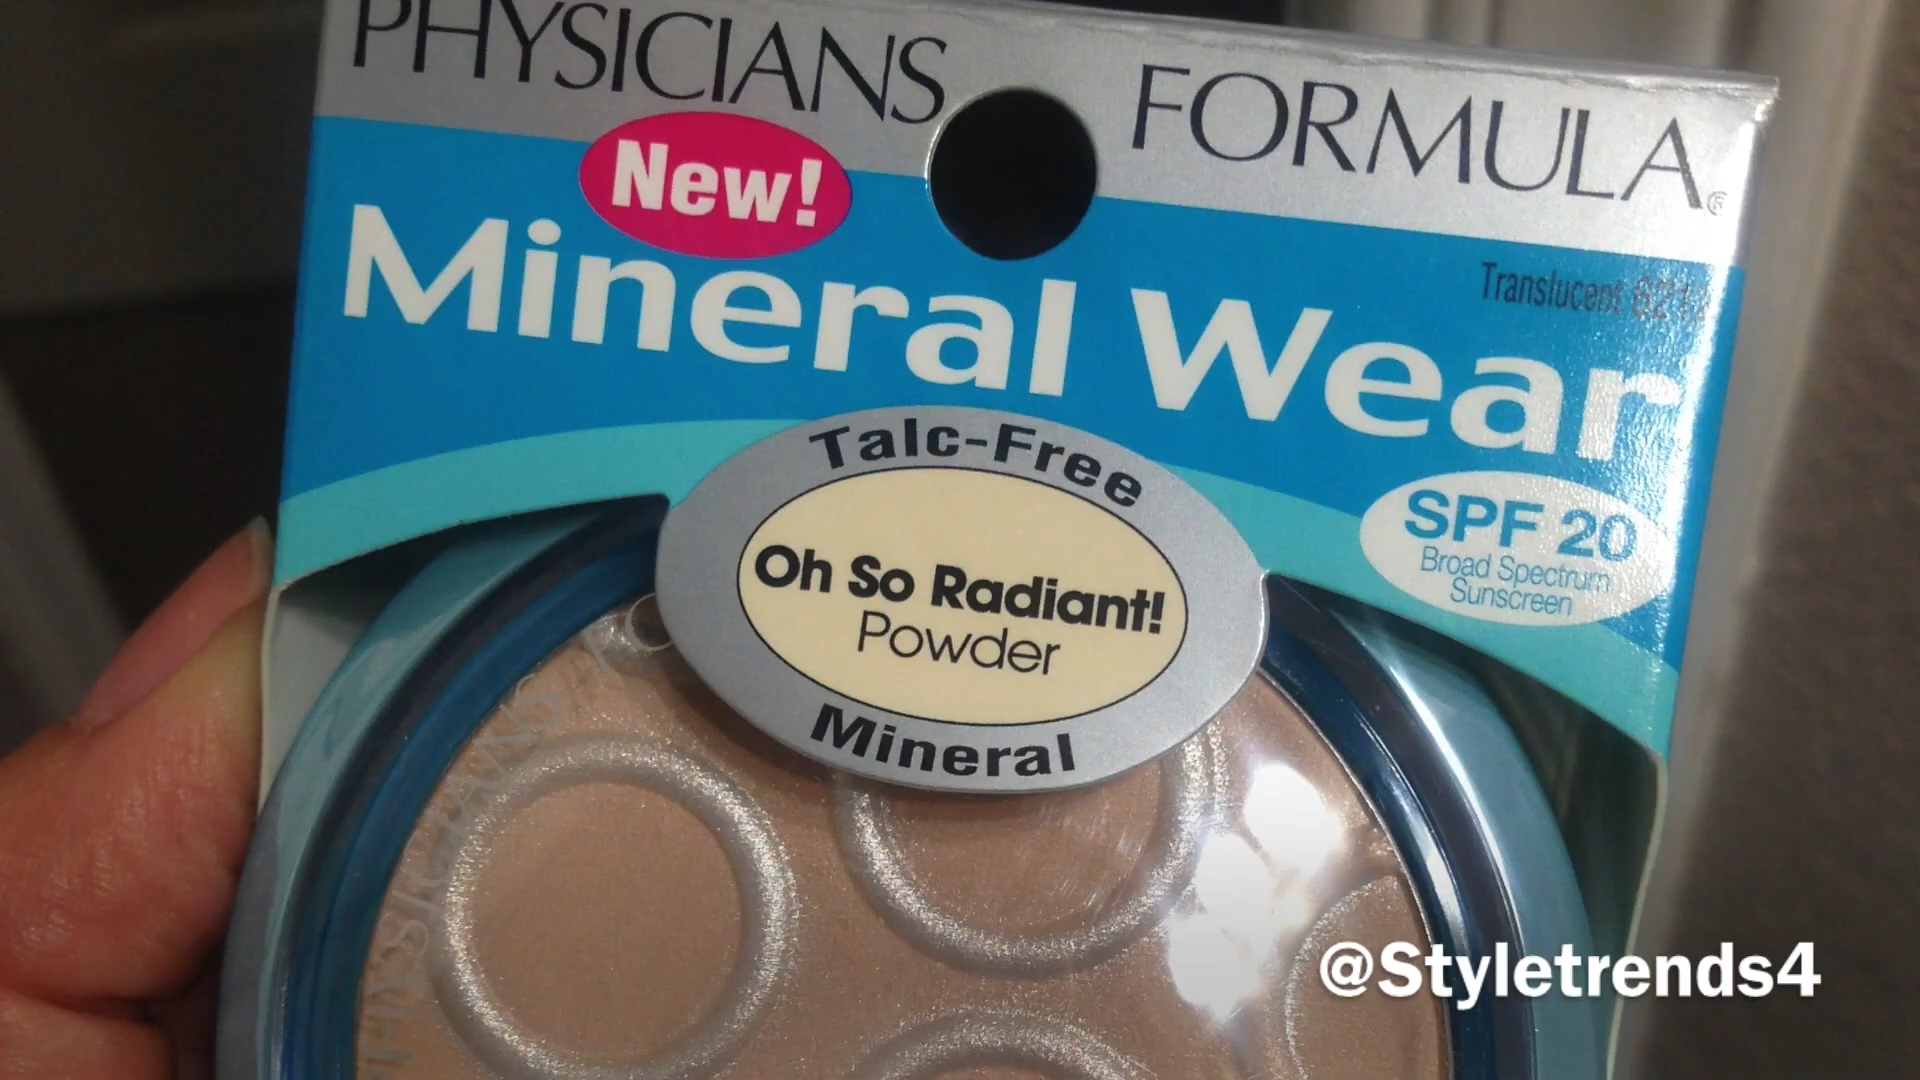 PHYSICIANS FORMULA®
New!
Mineral Wear
Translucent
Talc-Free
Oh So Radiant!
Powder
Mineral
SPF 20
Broad Spectrum
Sunscreen
PHYSICIANS
@Styletrends4